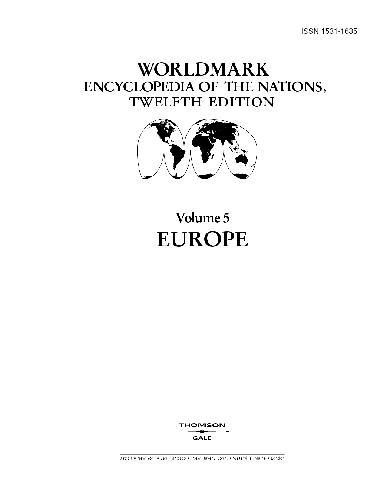 ISSN 1531-1635
WORLDMARK
ENCYCLOPEDIA OF THE NATIONS,
TWELFTH EDITION
Volume 5
EUROPE
THOMSON
GALE